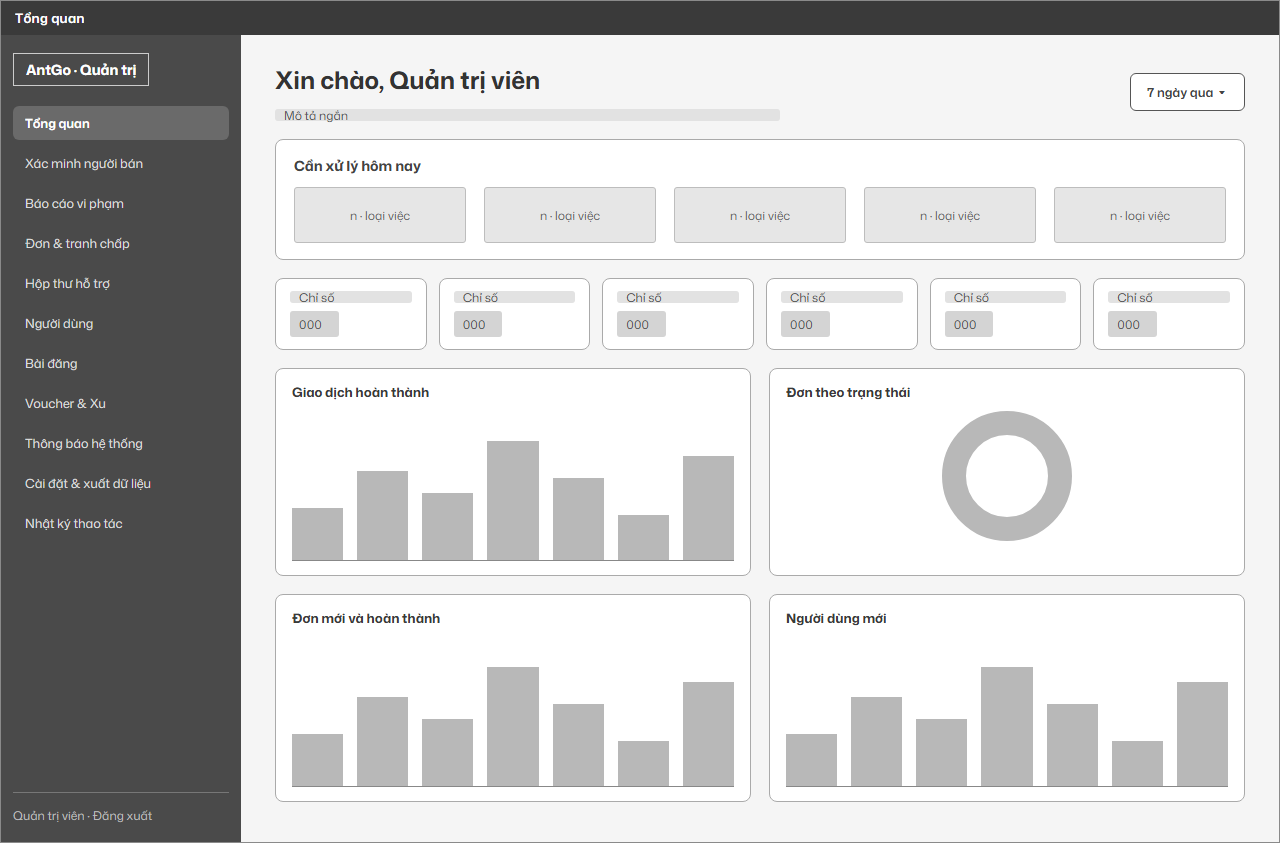 Tổng quan
AntGo · Quản trị
Tổng quan
Xác minh người bán
Báo cáo vi phạm
Đơn & tranh chấp
Hộp thư hỗ trợ
Người dùng
Bài đăng
Voucher & Xu
Thông báo hệ thống
Cài đặt & xuất dữ liệu
Nhật ký thao tác
Quản trị viên · Đăng xuất
Xin chào, Quản trị viên
7 ngày qua
Mô tả ngắn
Cần xử lý hôm nay
n · loại việc n · loại việc n · loại việc n · loại việc n · loại việc
Chỉ số Chỉ số Chỉ số Chỉ số Chỉ số Chỉ số
000 000 000 000 000 000
Giao dịch hoàn thành
Đơn theo trạng thái
Đơn mới và hoàn thành
Người dùng mới